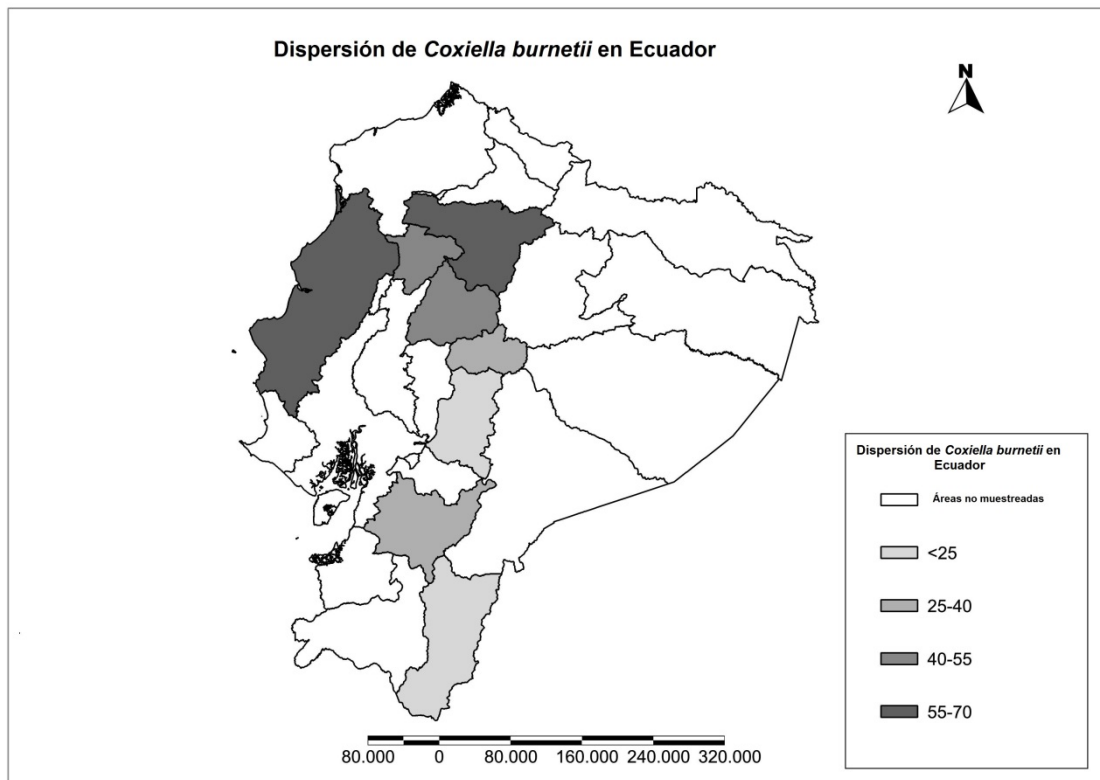 Dispersión de Coxiella burnetii en Ecuador
N
Dispersión de Coxiella burnetii en
Ecuador
Áreas no muestreadas
<25
25-40
40-55
55-70
80.000 0 80.000 160.000 240.000 320.000